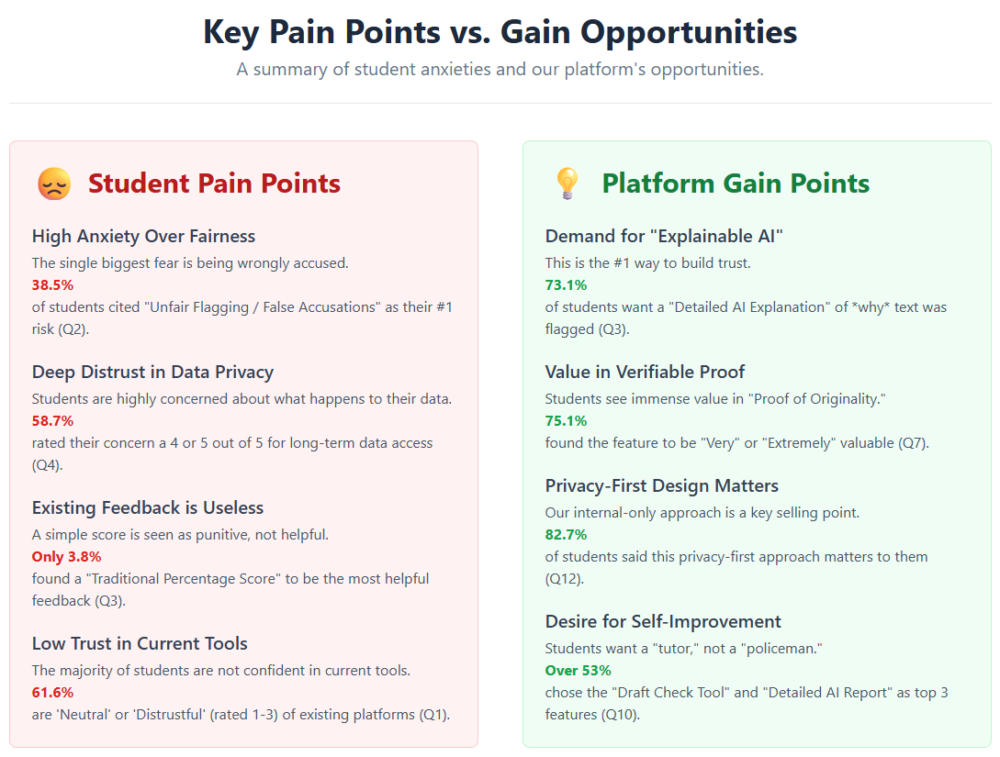 Key Pain Points vs. Gain Opportunities
A summary of student anxieties and our platform's opportunities.
Student Pain Points
High Anxiety Over Fairness
The single biggest fear is being wrongly accused.
38.5%
of students cited "Unfair Flagging / False Accusations" as their #1
risk (Q2).
Deep Distrust in Data Privacy
Students are highly concerned about what happens to their data.
58.7%
rated their concern a 4 or 5 out of 5 for long-term data access
(Q4).
Existing Feedback is Useless
A simple score is seen as punitive, not helpful.
Only 3.8%
found a "Traditional Percentage Score" to be the most helpful
feedback (Q3).
Low Trust in Current Tools
The majority of students are not confident in current tools.
61.6%
are 'Neutral' or 'Distrustful' (rated 1-3) of existing platforms (Q1).
Platform Gain Points
Demand for "Explainable AI"
This is the #1 way to build trust.
73.1%
of students want a "Detailed AI Explanation" of *why* text was
flagged (Q3).
Value in Verifiable Proof
Students see immense value in "Proof of Originality."
75.1%
found the feature to be "Very" or "Extremely" valuable (Q7).
Privacy-First Design Matters
Our internal-only approach is a key selling point.
82.7%
of students said this privacy-first approach matters to them
(Q12).
Desire for Self-Improvement
Students want a "tutor," not a "policeman."
Over 53%
chose the "Draft Check Tool" and "Detailed AI Report" as top 3
features (Q10).